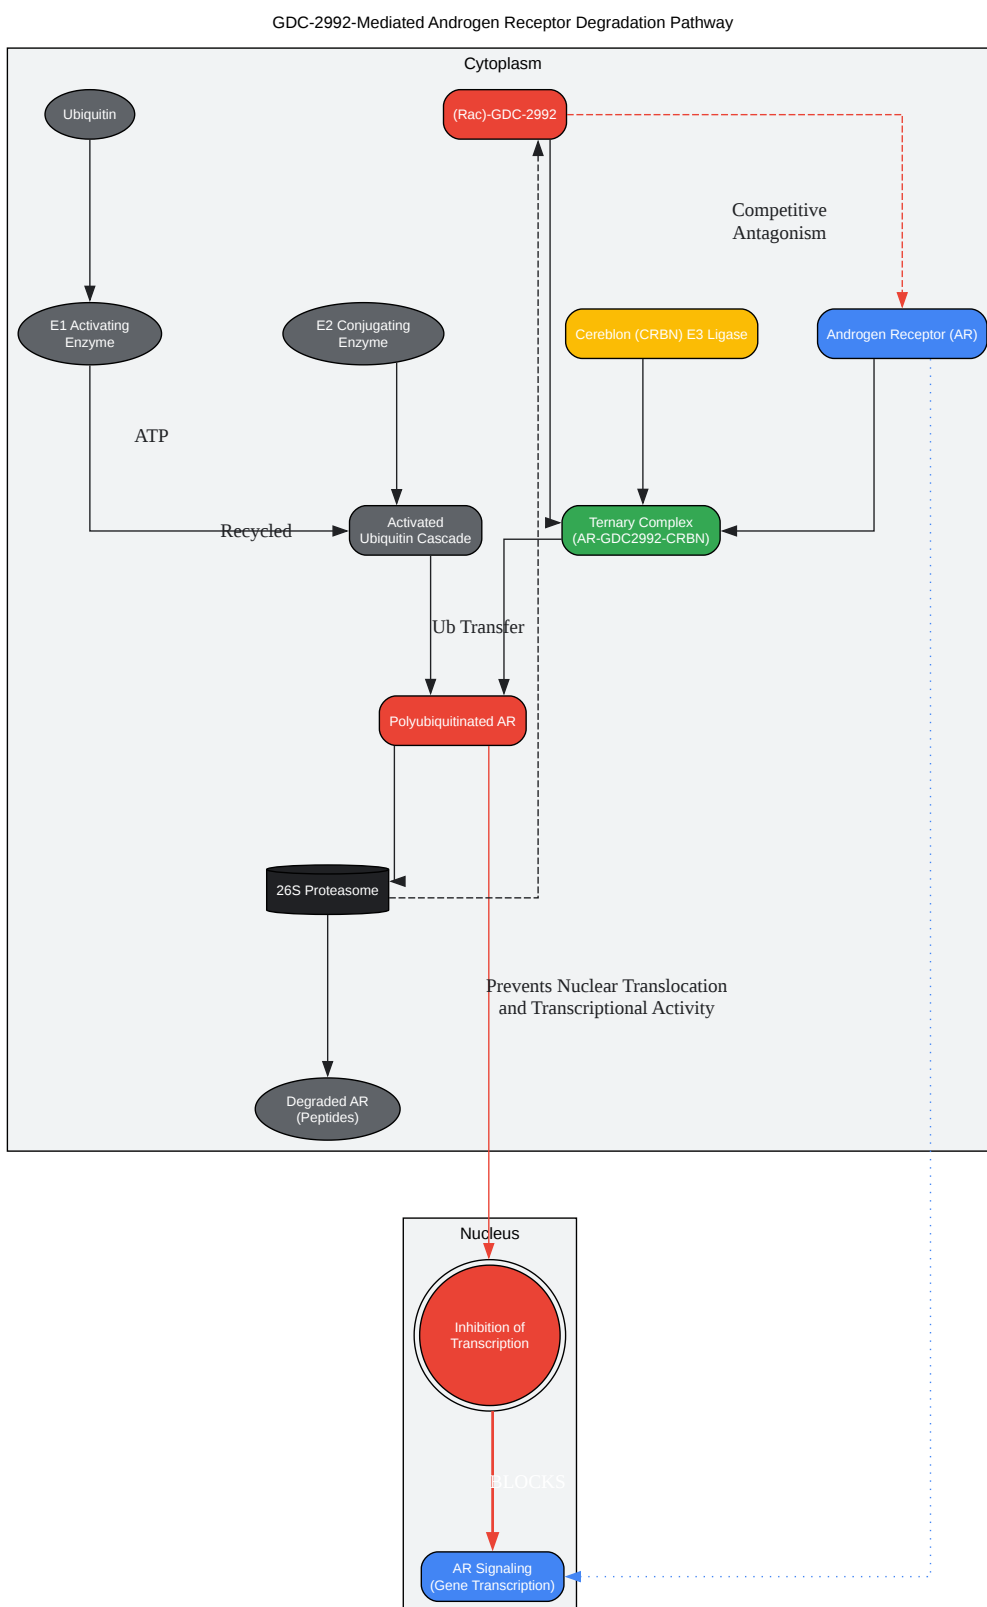 GDC-2992-Mediated Androgen Receptor Degradation Pathway
Cytoplasm
Ubiquitin
(Rac)-GDC-2992
Competitive
Antagonism
E1 Activating
Enzyme
E2 Conjugating
Enzyme
Cereblon (CRBN) E3 Ligase
Androgen Receptor (AR)
ATP
Recycled
Activated
Ubiquitin Cascade
Ternary Complex
(AR-GDC2992-CRBN)
Ub Transfer
Polyubiquitinated AR
26S Proteasome
Prevents Nuclear Translocation
and Transcriptional Activity
Degraded AR
(Peptides)
Nucleus
Inhibition of
Transcription
BLOCKS
AR Signaling
(Gene Transcription)